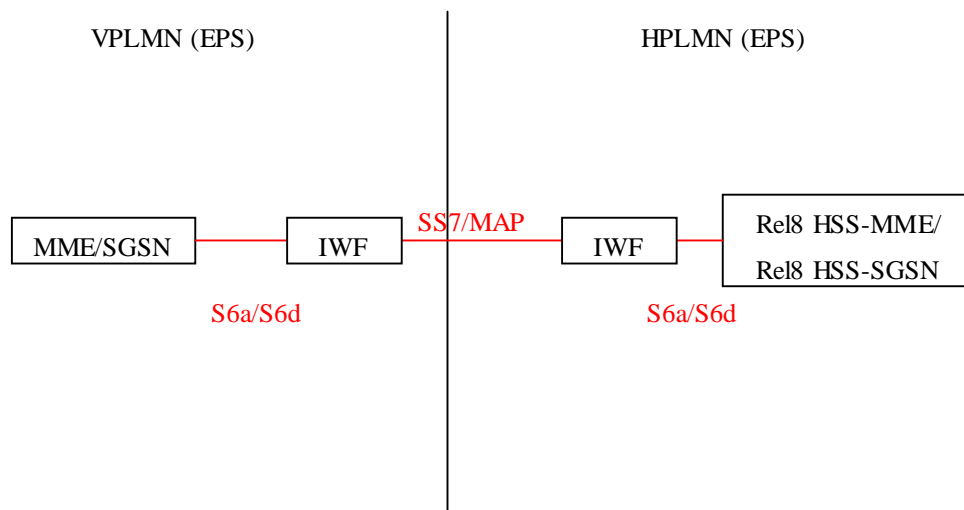 VPLMN (EPS)
HPLMN (EPS)
MME/SGSN
IWF
SS7/MAP
IWF
Rel8 HSS-MME/
Rel8 HSS-SGSN
S6a/S6d
S6a/S6d